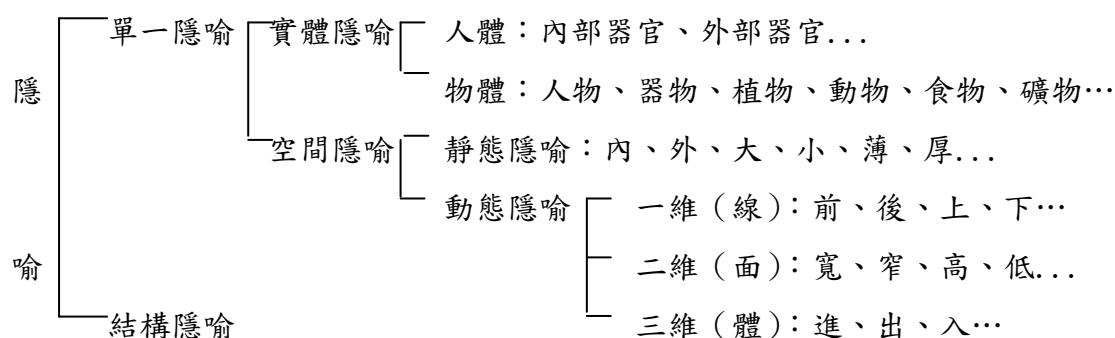 單一隱喻 實體隱喻 人體：內部器官、外部器官...
隱 物體：人物、器物、植物、動物、食物、礦物…
空間隱喻 靜態隱喻：內、外、大、小、薄、厚...
動態隱喻 一維（線）：前、後、上、下…
喻 二維（面）：寬、窄、高、低...
結構隱喻 三維（體）：進、出、入…